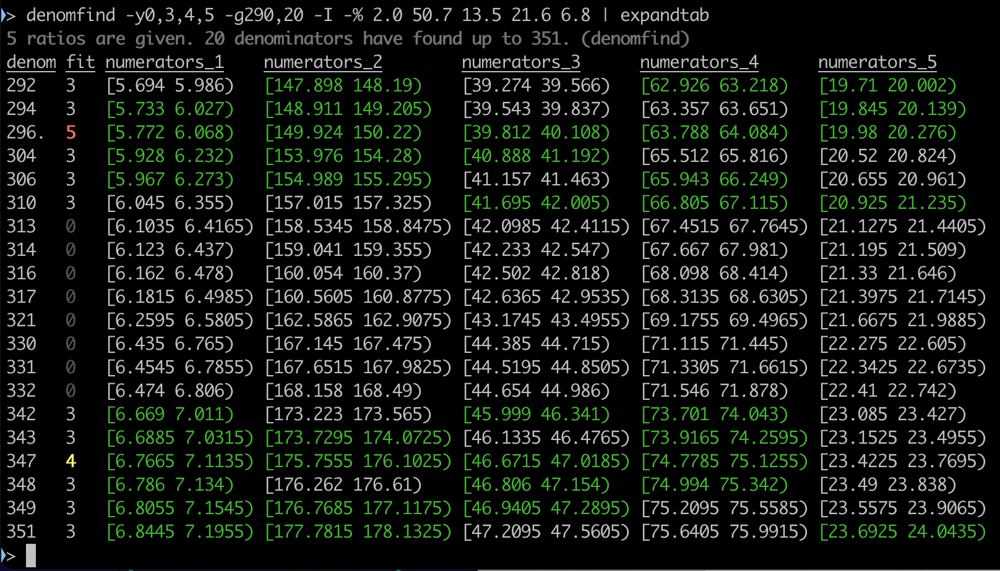 > denomfind -y0,3,4,5 -g290,20 -I -% 2.0 50.7 13.5 21.6 6.8 | expandtab
5 ratios are given. 20 denominators have found up to 351. (denomfind)
denom fit numerators_1 numerators_2 numerators_3 numerators_4 numerators_5
292 3 [5.694 5.986) [147.898 148.19) [39.274 39.566) [62.926 63.218) [19.71 20.002)
294 3 [5.733 6.027) [148.911 149.205) [39.543 39.837) [63.357 63.651) [19.845 20.139)
296. 5 [5.772 6.068) [149.924 150.22) [39.812 40.108) [63.788 64.084) [19.98 20.276)
304 3 [5.928 6.232) [153.976 154.28) [40.888 41.192) [65.512 65.816) [20.52 20.824)
306 3 [5.967 6.273) [154.989 155.295) [41.157 41.463) [65.943 66.249) [20.655 20.961)
310 3 [6.045 6.355) [157.015 157.325) [41.695 42.005) [66.805 67.115) [20.925 21.235)
313 0 [6.1035 6.4165) [158.5345 158.8475) [42.0985 42.4115) [67.4515 67.7645) [21.1275 21.4405)
314 0 [6.123 6.437) [159.041 159.355) [42.233 42.547) [67.667 67.981) [21.195 21.509)
316 0 [6.162 6.478) [160.054 160.37) [42.502 42.818) [68.098 68.414) [21.33 21.646)
317 0 [6.1815 6.4985) [160.5605 160.8775) [42.6365 42.9535) [68.3135 68.6305) [21.3975 21.7145)
321 0 [6.2595 6.5805) [162.5865 162.9075) [43.1745 43.4955) [69.1755 69.4965) [21.6675 21.9885)
330 0 [6.435 6.765) [167.145 167.475) [44.385 44.715) [71.115 71.445) [22.275 22.605)
331 0 [6.4545 6.7855) [167.6515 167.9825) [44.5195 44.8505) [71.3305 71.6615) [22.3425 22.6735)
332 0 [6.474 6.806) [168.158 168.49) [44.654 44.986) [71.546 71.878) [22.41 22.742)
342 3 [6.669 7.011) [173.223 173.565) [45.999 46.341) [73.701 74.043) [23.085 23.427)
343 3 [6.6885 7.0315) [173.7295 174.0725) [46.1335 46.4765) [73.9165 74.2595) [23.1525 23.4955)
347 4 [6.7665 7.1135) [175.7555 176.1025) [46.6715 47.0185) [74.7785 75.1255) [23.4225 23.7695)
348 3 [6.786 7.134) [176.262 176.61) [46.806 47.154) [74.994 75.342) [23.49 23.838)
349 3 [6.8055 7.1545) [176.7685 177.1175) [46.9405 47.2895) [75.2095 75.5585) [23.5575 23.9065)
351 3 [6.8445 7.1955) [177.7815 178.1325) [47.2095 47.5605) [75.6405 75.9915) [23.6925 24.0435)
>